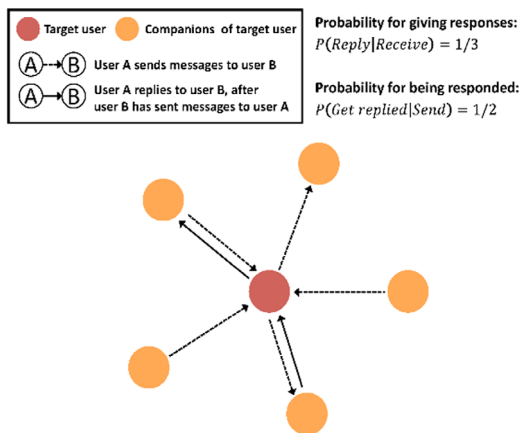 Target user
Companions of target user
A B User A sends messages to user B
A B User A replies to user B, after
user B has sent messages to user A
Probability for giving responses:
P(Reply|Receive) = 1/3
Probability for being responded:
P(Get replied|Send) = 1/2